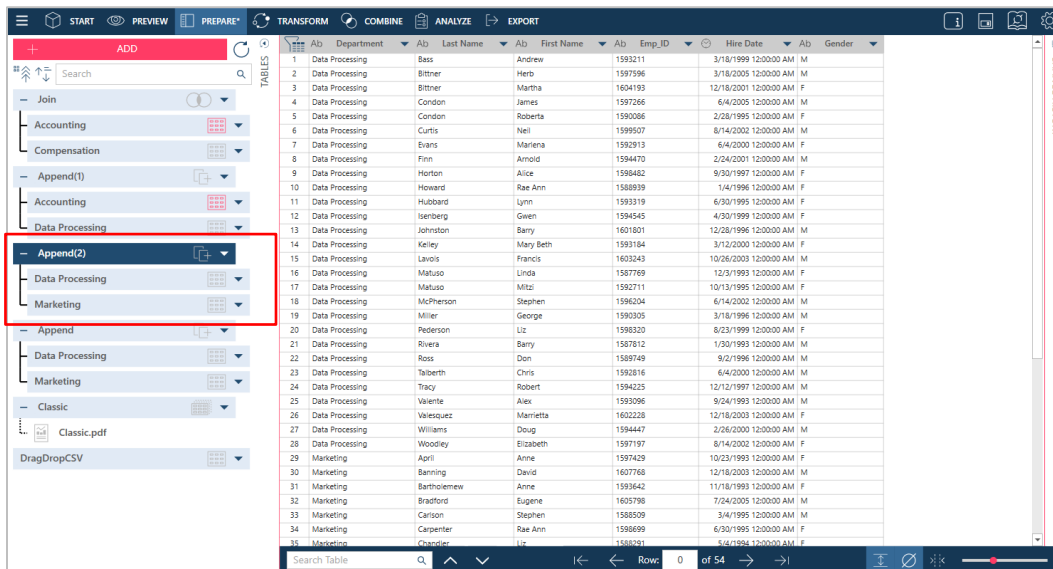 START PREVIEW PREPARE* TRANSFORM COMBINE ANALYZE EXPORT
+ ADD
Search
TABLES
Join
Accounting
Compensation
Append(1)
Accounting
Data Processing
Append(2)
Data Processing
Marketing
Append
Data Processing
Marketing
Classic
Classic.pdf
DragDropCSV
Ab Department Ab Last Name Ab First Name Ab Emp_ID Hire Date Ab Gender
1 Data Processing Bass Andrew 1593211 3/18/1999 12:00:00 AM M
2 Data Processing Bittner Herb 1597596 3/18/2005 12:00:00 AM M
3 Data Processing Bittner Martha 1604193 12/18/2001 12:00:00 AM F
4 Data Processing Condon James 1597266 6/4/2005 12:00:00 AM M
5 Data Processing Condon Roberta 1590086 2/28/1995 12:00:00 AM F
6 Data Processing Curtis Neil 1599507 8/14/2002 12:00:00 AM M
7 Data Processing Evans Marlena 1592913 6/4/2000 12:00:00 AM F
8 Data Processing Finn Arnold 1594470 2/24/2001 12:00:00 AM M
9 Data Processing Horton Alice 1598482 9/30/1997 12:00:00 AM F
10 Data Processing Howard Rae Ann 1588939 1/4/1996 12:00:00 AM F
11 Data Processing Hubbard Lynn 1593319 6/30/1995 12:00:00 AM F
12 Data Processing Isenberg Gwen 1594545 4/30/1999 12:00:00 AM F
13 Data Processing Johnston Barry 1601801 12/28/1996 12:00:00 AM M
14 Data Processing Kelley Mary Beth 1593184 3/12/2000 12:00:00 AM F
15 Data Processing Lavois Francis 1603243 10/26/2003 12:00:00 AM M
16 Data Processing Matuso Linda 1587769 12/3/1993 12:00:00 AM F
17 Data Processing Matuso Mitzi 1592711 10/13/1995 12:00:00 AM F
18 Data Processing McPherson Stephen 1596204 6/14/2002 12:00:00 AM M
19 Data Processing Miller George 1590305 3/18/1996 12:00:00 AM M
20 Data Processing Pederson Liz 1598320 8/23/1999 12:00:00 AM F
21 Data Processing Rivera Barry 1587812 1/30/1993 12:00:00 AM M
22 Data Processing Ross Don 1589749 9/2/1996 12:00:00 AM M
23 Data Processing Talberth Chris 1592816 6/4/2000 12:00:00 AM M
24 Data Processing Tracy Robert 1594225 12/12/1997 12:00:00 AM M
25 Data Processing Valente Alex 1593096 9/24/1993 12:00:00 AM M
26 Data Processing Valesquez Marrietta 1602228 12/18/2003 12:00:00 AM F
27 Data Processing Williams Doug 1594447 2/26/2000 12:00:00 AM M
28 Data Processing Woodley Elizabeth 1597197 8/14/2002 12:00:00 AM F
29 Marketing April Anne 1597429 10/23/1993 12:00:00 AM F
30 Marketing Banning David 1607768 12/18/2003 12:00:00 AM M
31 Marketing Bartholemew Anne 1593642 11/18/1993 12:00:00 AM F
32 Marketing Bradford Eugene 1605798 7/24/2005 12:00:00 AM M
33 Marketing Carlson Stephen 1588509 3/4/1995 12:00:00 AM M
34 Marketing Carpenter Rae Ann 1598699 6/30/1995 12:00:00 AM F
35 Marketing Chandler Liz 1588291 5/4/1994 12:00:00 AM F
Search Table Row: 0 of 54